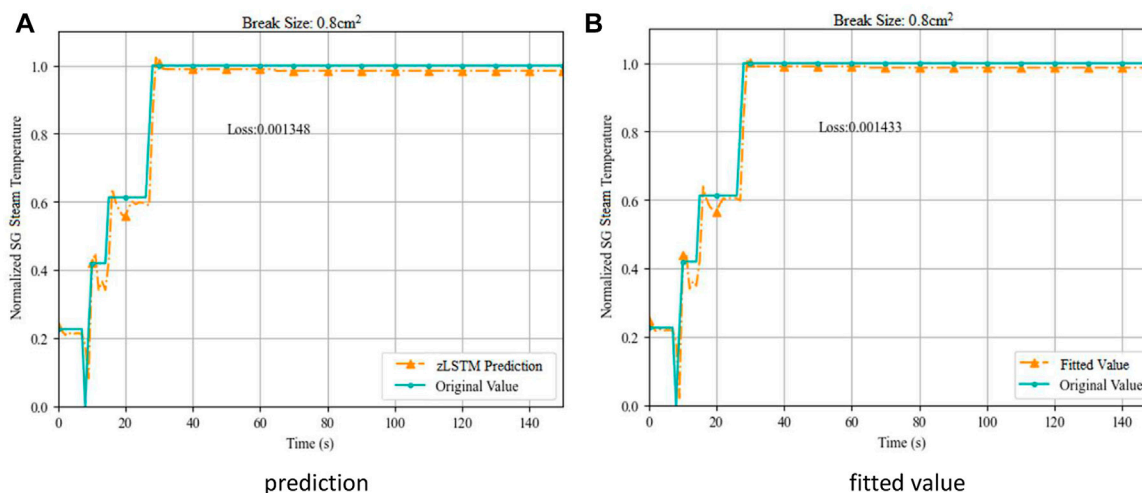 A
Break Size: 0.8cm²
Normalized SG Steam Temperature
1.0
0.8
0.6
0.4
0.2
0.0
Loss:0.001348
zLSTM Prediction
Original Value
0 20 40 60 80 100 120 140
Time (s)
prediction
B
Break Size: 0.8cm²
Normalized SG Steam Temperature
1.0
0.8
0.6
0.4
0.2
0.0
Loss:0.001433
Fitted Value
Original Value
0 20 40 60 80 100 120 140
Time (s)
fitted value